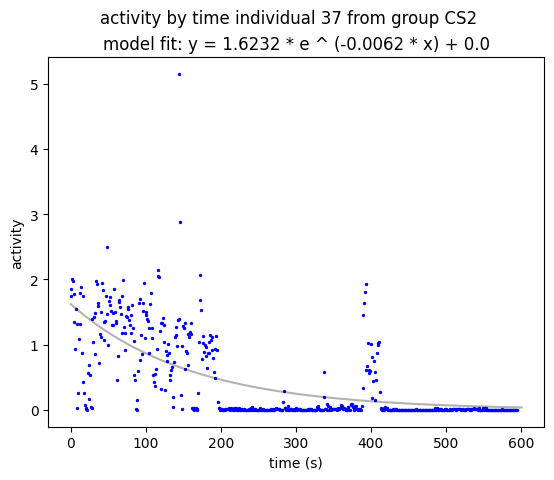 activity by time individual 37 from group CS2
model fit: y = 1.6232 * e ^ (-0.0062 * x) + 0.0
5
4
3
2
1
0
activity
0 100 200 300 400 500 600
time (s)